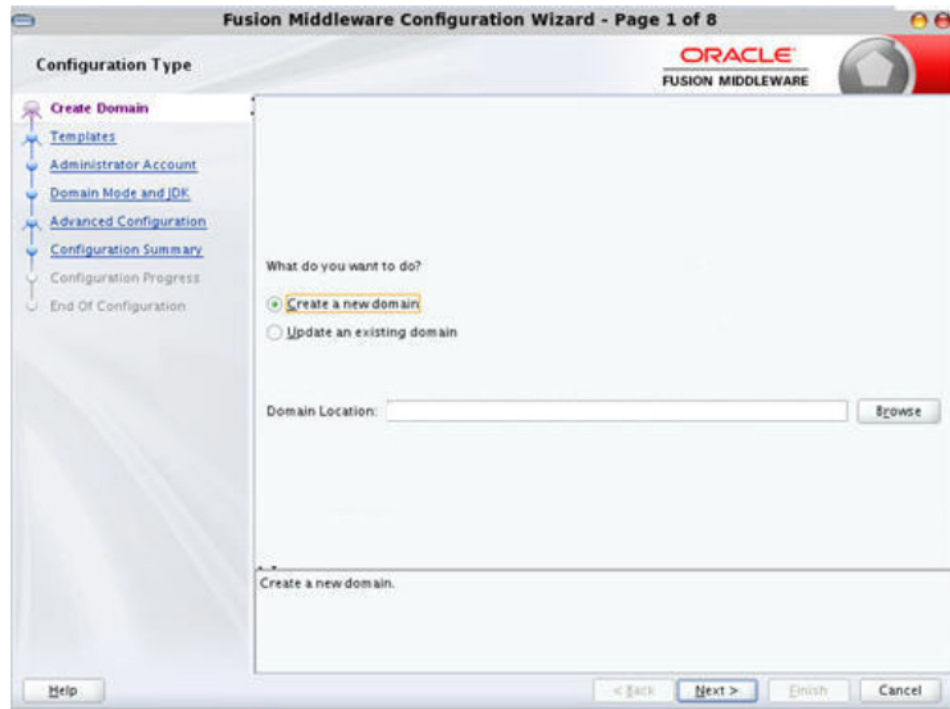 Fusion Middleware Configuration Wizard - Page 1 of 8
Configuration Type
ORACLE
FUSION MIDDLEWARE
Create Domain
Templates
Administrator Account
Domain Mode and JDK
Advanced Configuration
Configuration Summary
Configuration Progress
End Of Configuration
What do you want to do?
Create a new domain
Update an existing domain
Domain Location:
Browse
Create a new domain.
Help
< Back
Next >
Finish
Cancel